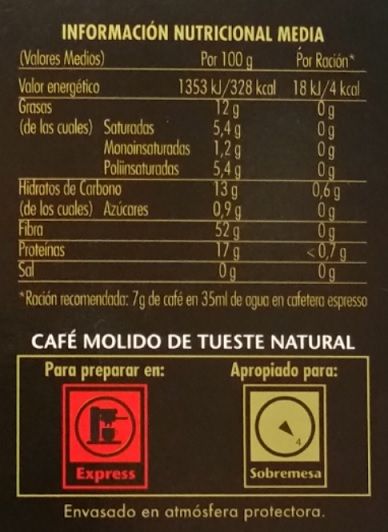 INFORMACIÓN NUTRICIONAL MEDIA
(Valores Medios) Por 100 g Por Ración*
Valor energético 1353 kJ/328 kcal 18 kJ/4 kcal
Grasas 12 g 0 g
(de las cuales) Saturadas 5,4 g 0 g
Monoinsaturadas 1,2 g 0 g
Poliinsaturadas 5,4 g 0 g
Hidratos de Carbono 13 g 0,6 g
(de los cuales) Azúcares 0,9 g 0 g
Fibra 52 g 0 g
Proteínas 17 g <0,7 g
Sal 0 g 0 g
*Ración recomendada: 7g de café en 35ml de agua en cafetera espresso
CAFÉ MOLIDO DE TUESTE NATURAL
Para preparar en: Apropiado para:
4
Express Sobremesa
Envasado en atmósfera protectora.